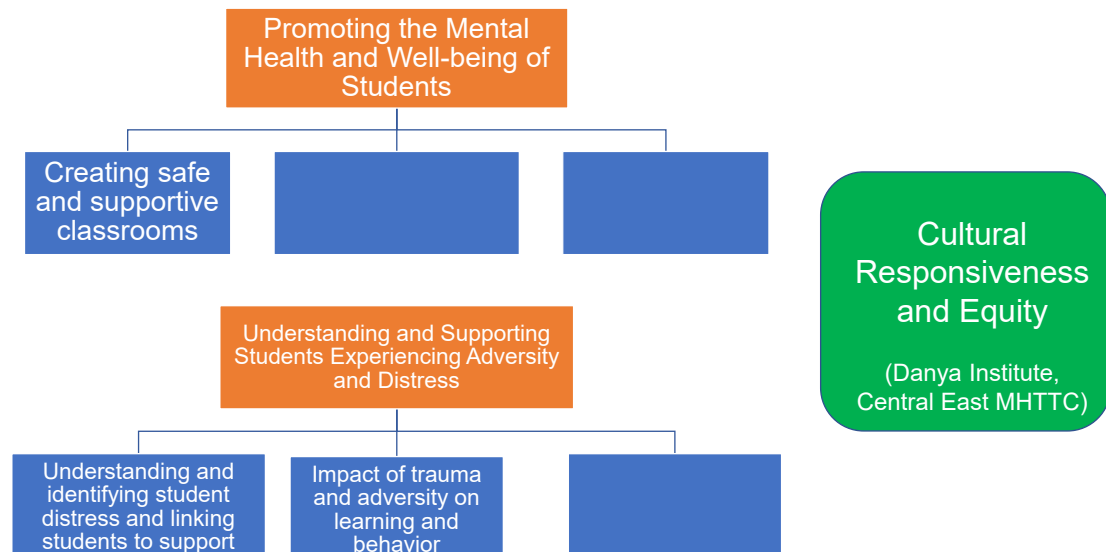 Promoting the Mental
Health and Well-being of
Students
Creating safe
and supportive
classrooms
Cultural
Responsiveness
and Equity
(Danya Institute,
Central East MHTTC)
Understanding and Supporting
Students Experiencing Adversity
and Distress
Understanding and
identifying student
distress and linking
students to support
Impact of trauma
and adversity on
learning and
behavior